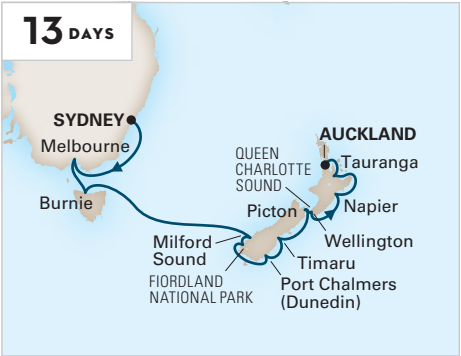 13 DAYS
SYDNEY
Melbourne
Burnie
AUCKLAND
QUEEN
CHARLOTTE
SOUND
Tauranga
Picton
Napier
Wellington
Milford
Sound
Timaru
FIORDLAND
NATIONAL PARK
Port Chalmers
(Dunedin)